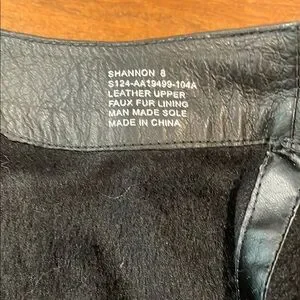 SHANNON 8
S124-AA19499-104A
LEATHER UPPER
FAUX FUR LINING
MAN MADE SOLE
MADE IN CHINA